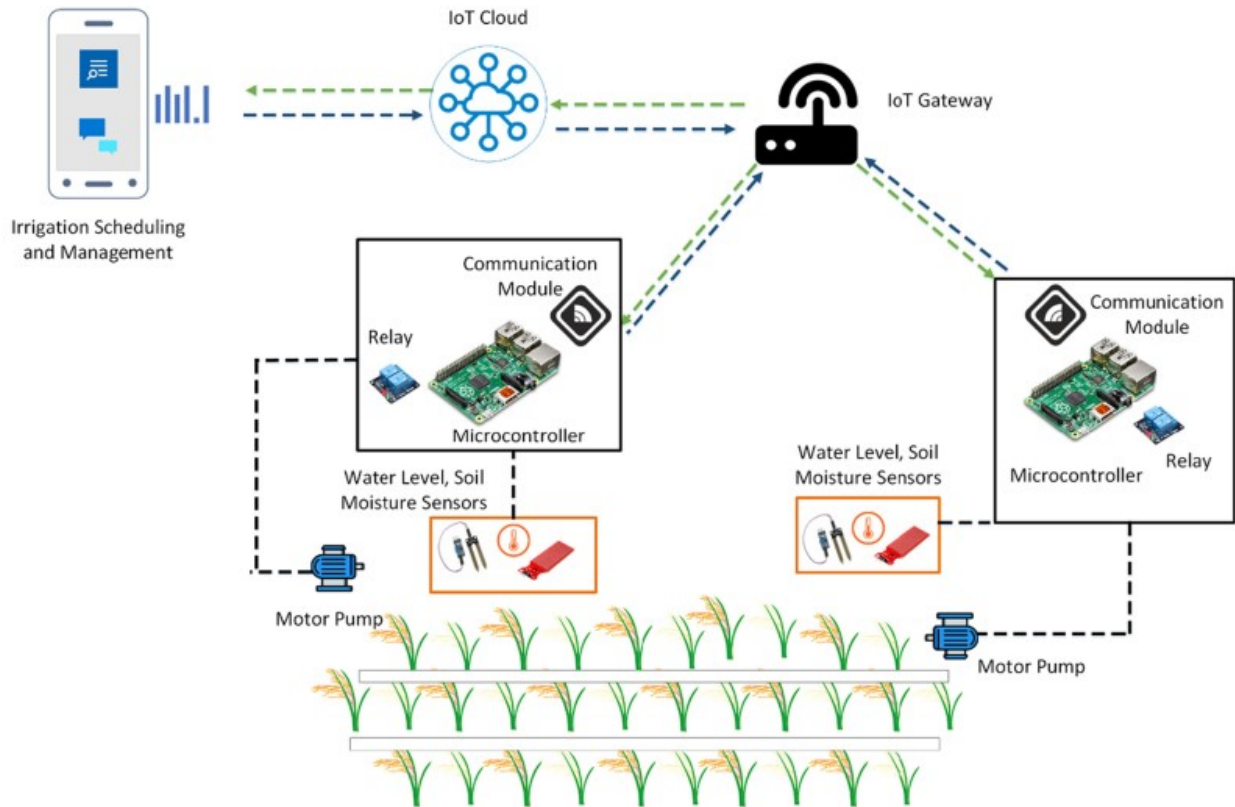 IoT Cloud
IoT Gateway
Irrigation Scheduling
and Management
Communication
Module
Relay
Microcontroller
Communication
Module
Microcontroller
Relay
Water Level, Soil
Moisture Sensors
Water Level, Soil
Moisture Sensors
Motor Pump
Motor Pump